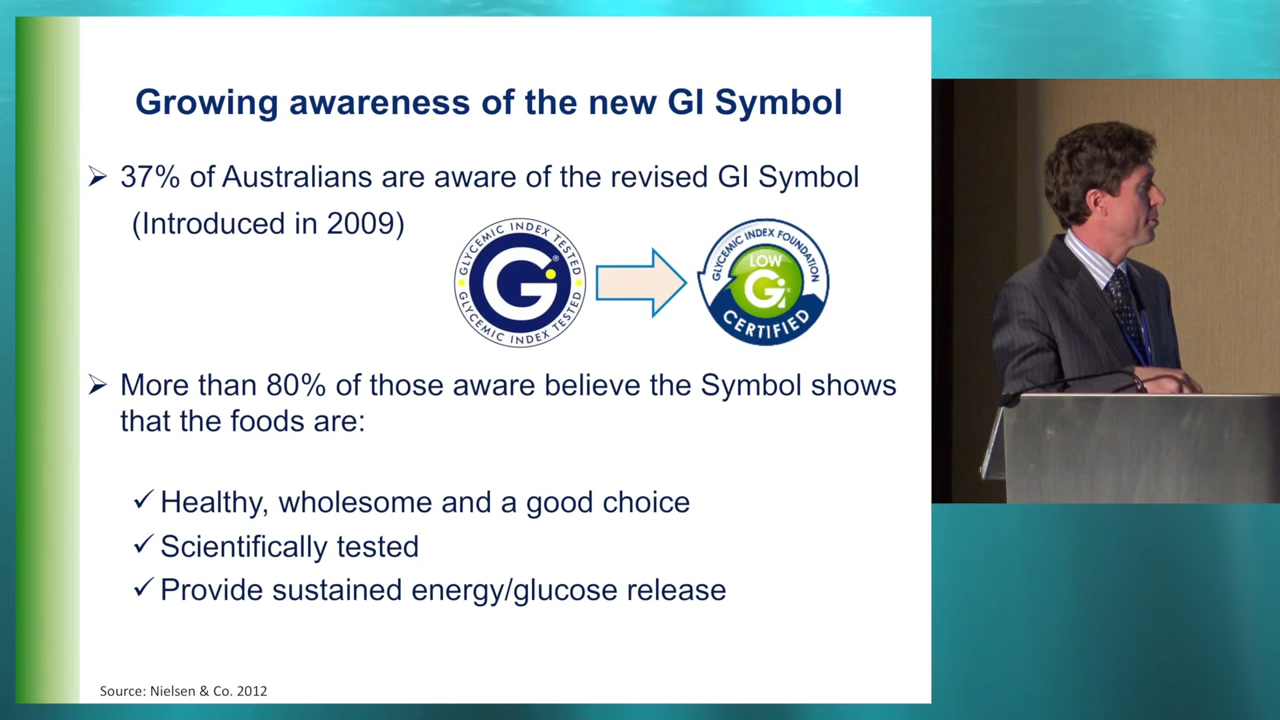 Growing awareness of the new GI Symbol
➢ 37% of Australians are aware of the revised GI Symbol
(Introduced in 2009)
GLYCEMIC INDEX TESTED
G®
GLYCEMIC INDEX TESTED
GLYCEMIC INDEX FOUNDATION
LOW
Gi®
CERTIFIED
➢ More than 80% of those aware believe the Symbol shows
that the foods are:
✓ Healthy, wholesome and a good choice
✓ Scientifically tested
✓ Provide sustained energy/glucose release
Source: Nielsen & Co. 2012